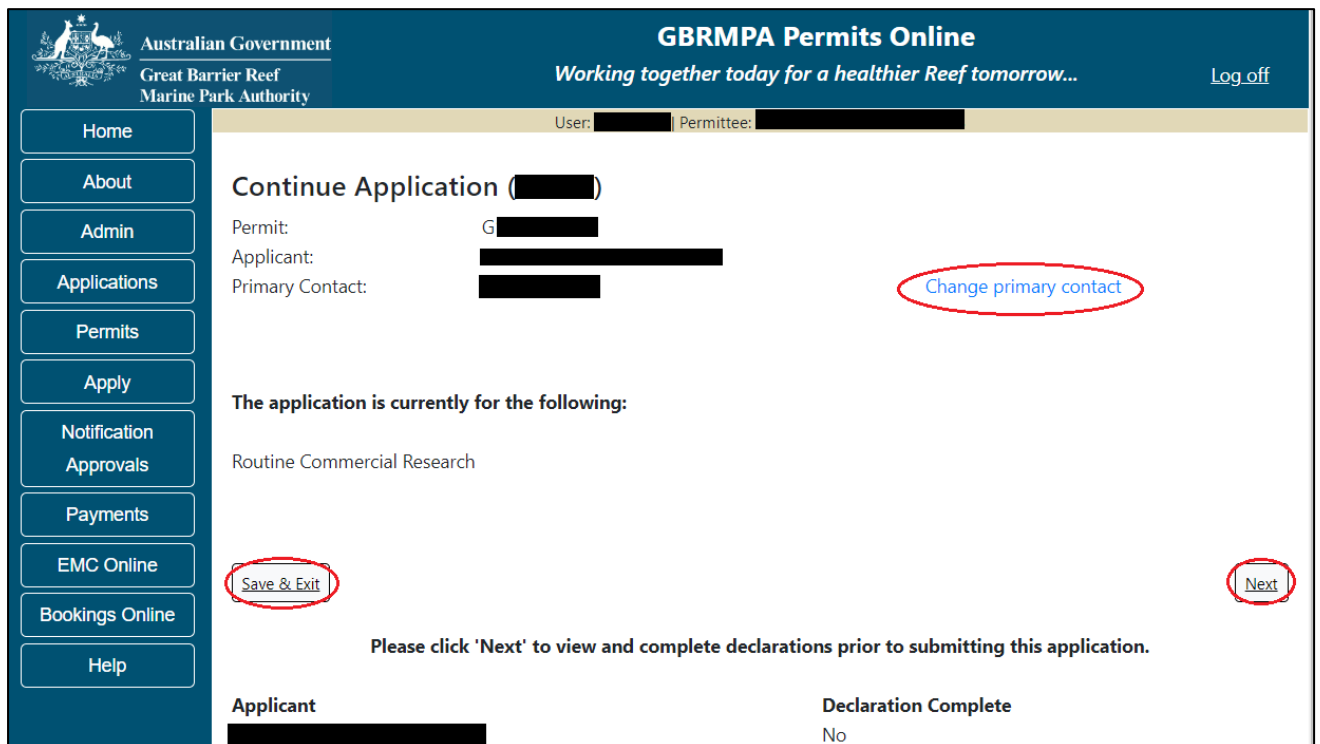 Australian Government
Great Barrier Reef
Marine Park Authority
GBRMPA Permits Online
Working together today for a healthier Reef tomorrow...
Log off
User: | Permittee:
Home
About
Admin
Applications
Permits
Apply
Notification
Approvals
Payments
EMC Online
Bookings Online
Help
Continue Application ( )
Permit: G
Applicant:
Primary Contact: Change primary contact
The application is currently for the following:
Routine Commercial Research
Save & Exit Next
Please click 'Next' to view and complete declarations prior to submitting this application.
Applicant Declaration Complete
No